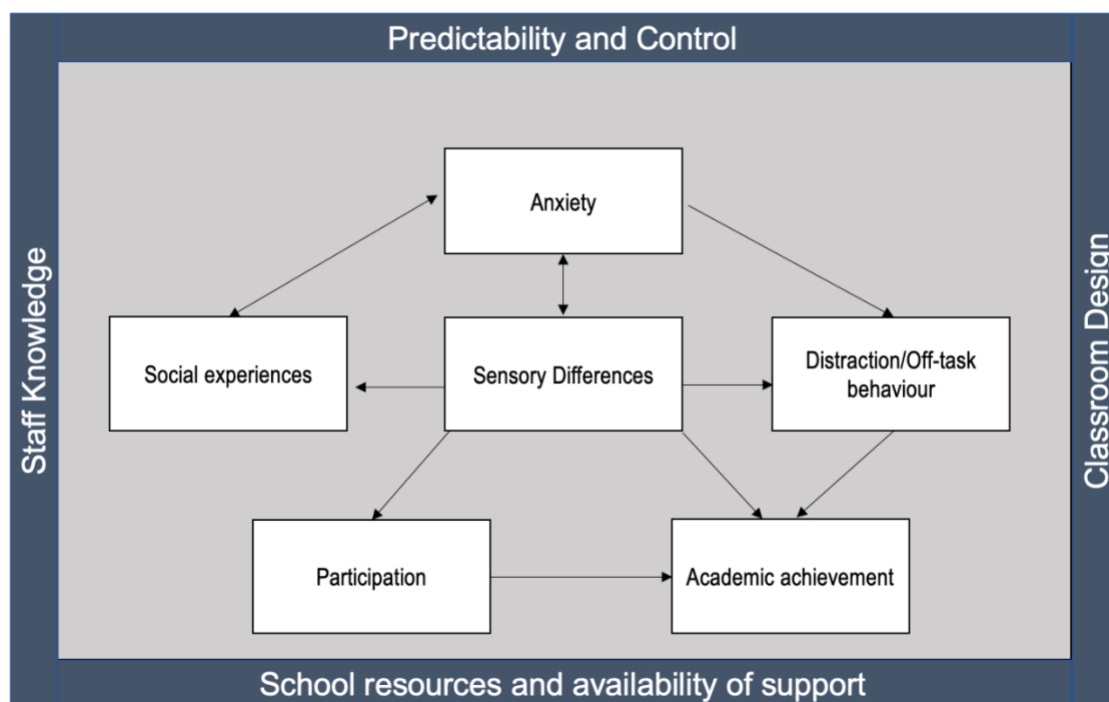 Predictability and Control
Staff Knowledge
Classroom Design
Anxiety
Social experiences
Sensory Differences
Distraction/Off-task
behaviour
Participation
Academic achievement
School resources and availability of support